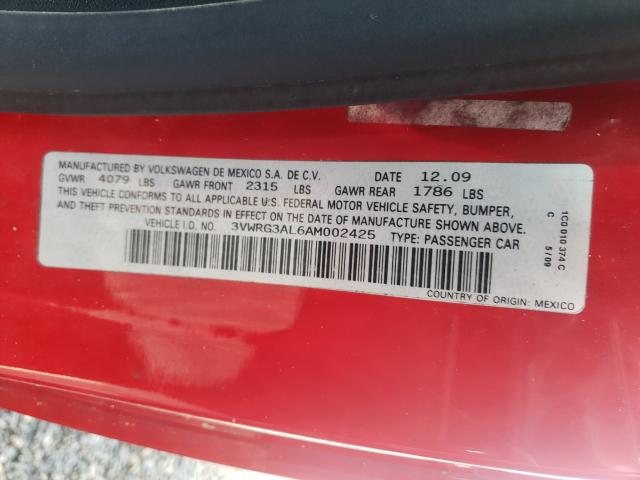 MANUFACTURED BY VOLKSWAGEN DE MEXICO S.A. DE C.V. DATE 12.09
GVWR 4079 LBS GAWR FRONT 2315 LBS GAWR REAR 1786 LBS
THIS VEHICLE CONFORMS TO ALL APPLICABLE U.S. FEDERAL MOTOR VEHICLE SAFETY, BUMPER,
AND THEFT PREVENTION STANDARDS IN EFFECT ON THE DATE OF MANUFACTURE SHOWN ABOVE.
VEHICLE I.D. NO. 3VWRG3AL6AM002425 TYPE: PASSENGER CAR
COUNTRY OF ORIGIN: MEXICO
1C0 010 374 C
C 5/09